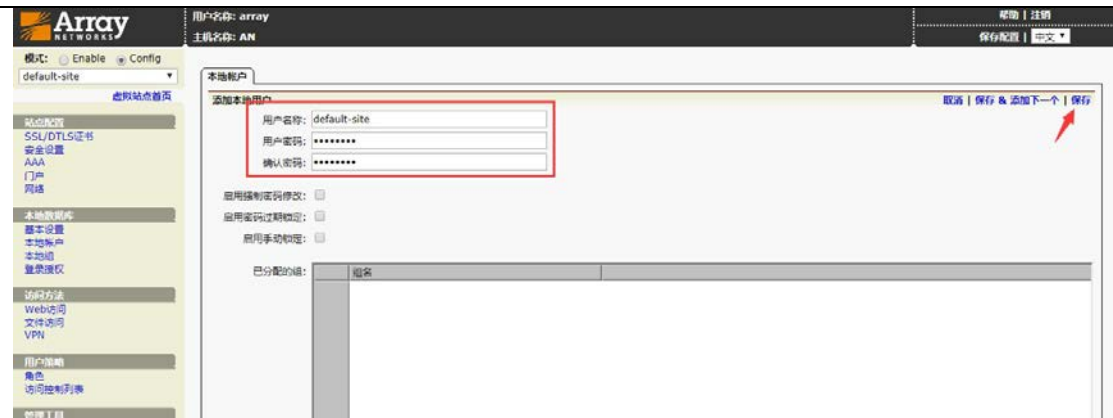 Array
NETWORKS
用户名称: array
主机名称: AN
帮助 | 注销
保存配置 | 中文
模式: Enable Config
default-site
虚拟站点首页
站点配置
SSL/DTLS证书
安全设置
AAA
门户
网络
本地数据库
基本设置
本地帐户
本地组
登录授权
访问方法
Web访问
文件访问
VPN
用户策略
角色
访问控制列表
管理工具
本地帐户
添加本地用户
取消 | 保存 & 添加下一个 | 保存
用户名称: default-site
用户密码: ••••••••
确认密码: ••••••••
启用强制密码修改:
启用密码过期锁定:
启用手动锁定:
已分配的组:
组名